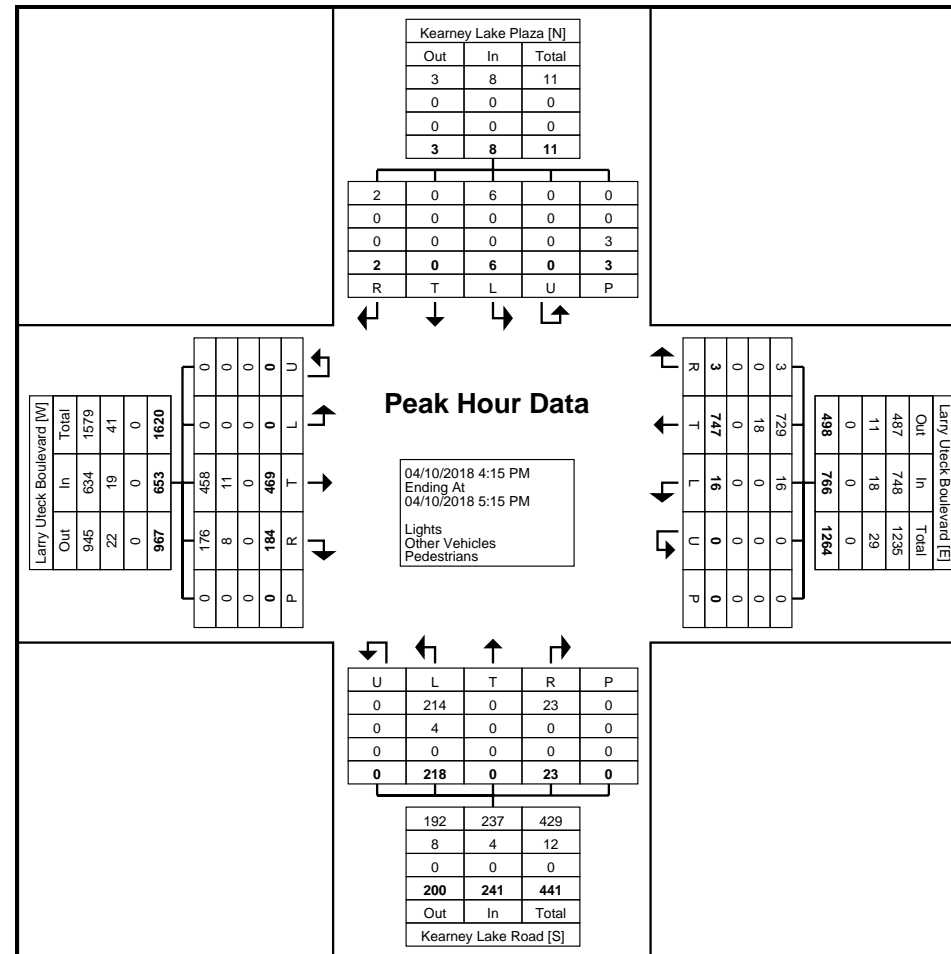 Kearney Lake Plaza [N]
Out In Total
3 8 11
0 0 0
0 0 0
3 8 11
2 0 6 0 0
0 0 0 0 0
0 0 0 0 3
2 0 6 0 3
R T L U P
Larry Uteck Boulevard [W]
Total In Out
1579 634 945
41 19 22
0 0 0
1620 653 967
0 0 458 176 0
0 0 11 8 0
0 0 0 0 0
0 0 469 184 0
U L T R P
Peak Hour Data
04/10/2018 4:15 PM
Ending At
04/10/2018 5:15 PM
Lights
Other Vehicles
Pedestrians
R T L U P
3 747 16 0 0
0 0 0 0 0
0 18 0 0 0
3 729 16 0 0
498 766 1264
0 0 0
11 18 29
487 748 1235
Out In Total
Larry Uteck Boulevard [E]
U L T R P
0 214 0 23 0
0 4 0 0 0
0 0 0 0 0
0 218 0 23 0
192 237 429
8 4 12
0 0 0
200 241 441
Out In Total
Kearney Lake Road [S]